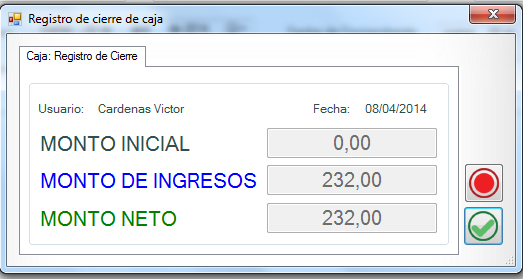 Registro de cierre de caja
Caja: Registro de Cierre
Usuario: Cardenas Victor Fecha: 08/04/2014
MONTO INICIAL 0,00
MONTO DE INGRESOS 232,00
MONTO NETO 232,00